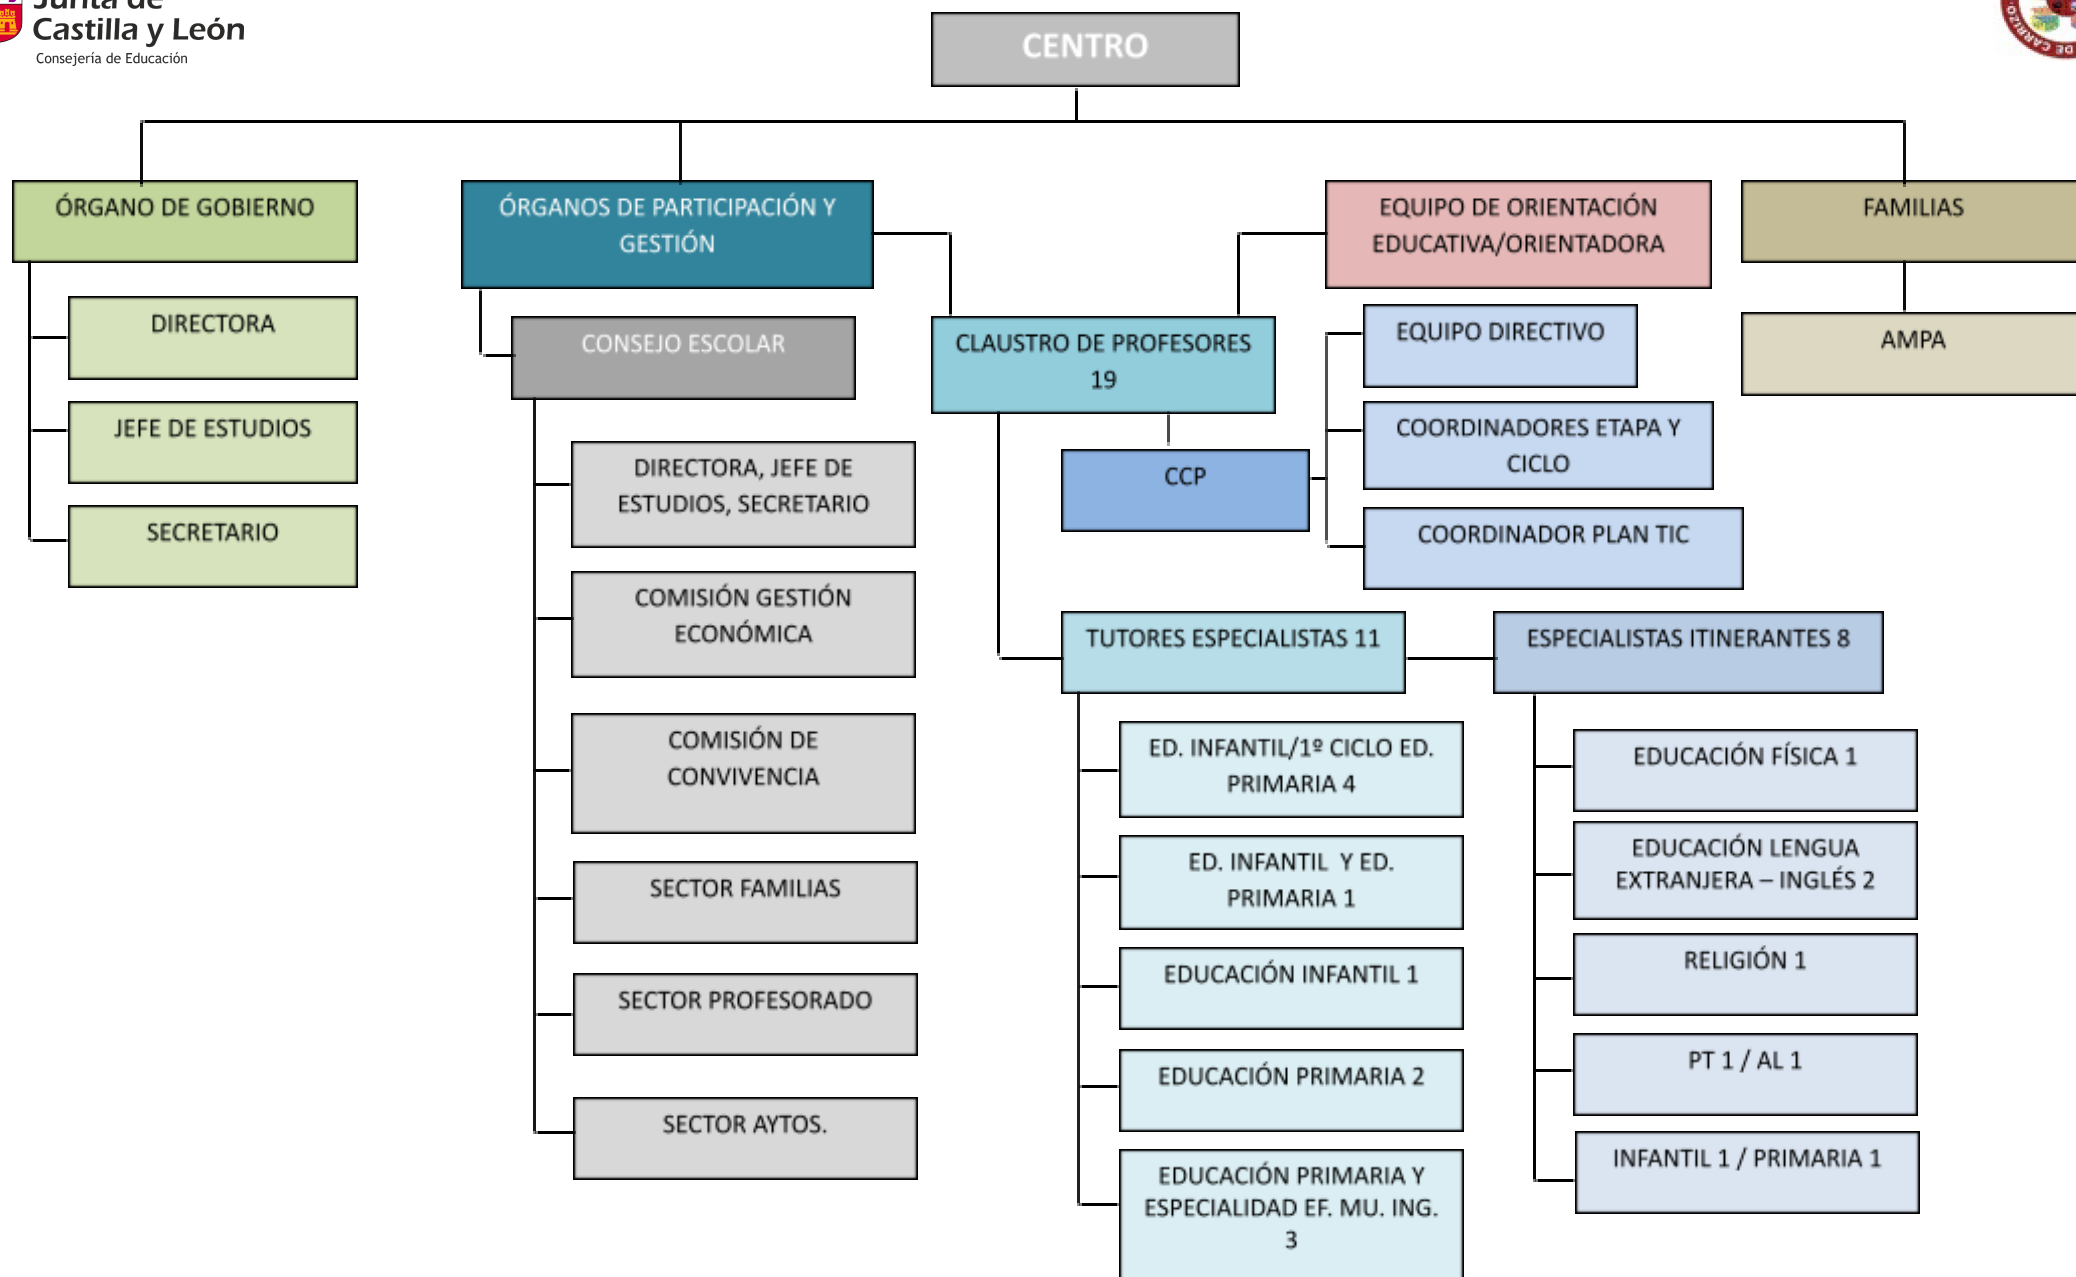 Junta de
Castilla y León
Consejería de Educación
DE CARRIZO
CENTRO
ÓRGANO DE GOBIERNO
DIRECTORA
JEFE DE ESTUDIOS
SECRETARIO
ÓRGANOS DE PARTICIPACIÓN Y
GESTIÓN
CONSEJO ESCOLAR
DIRECTORA, JEFE DE
ESTUDIOS, SECRETARIO
COMISIÓN GESTIÓN
ECONÓMICA
COMISIÓN DE
CONVIVENCIA
SECTOR FAMILIAS
SECTOR PROFESORADO
SECTOR AYTOS.
CLAUSTRO DE PROFESORES
19
EQUIPO DE ORIENTACIÓN
EDUCATIVA/ORIENTADORA
CCP
EQUIPO DIRECTIVO
COORDINADORES ETAPA Y
CICLO
COORDINADOR PLAN TIC
TUTORES ESPECIALISTAS 11
ED. INFANTIL/1º CICLO ED.
PRIMARIA 4
ED. INFANTIL Y ED.
PRIMARIA 1
EDUCACIÓN INFANTIL 1
EDUCACIÓN PRIMARIA 2
EDUCACIÓN PRIMARIA Y
ESPECIALIDAD EF. MU. ING.
3
ESPECIALISTAS ITINERANTES 8
EDUCACIÓN FÍSICA 1
EDUCACIÓN LENGUA
EXTRANJERA – INGLÉS 2
RELIGIÓN 1
PT 1 / AL 1
INFANTIL 1 / PRIMARIA 1
FAMILIAS
AMPA